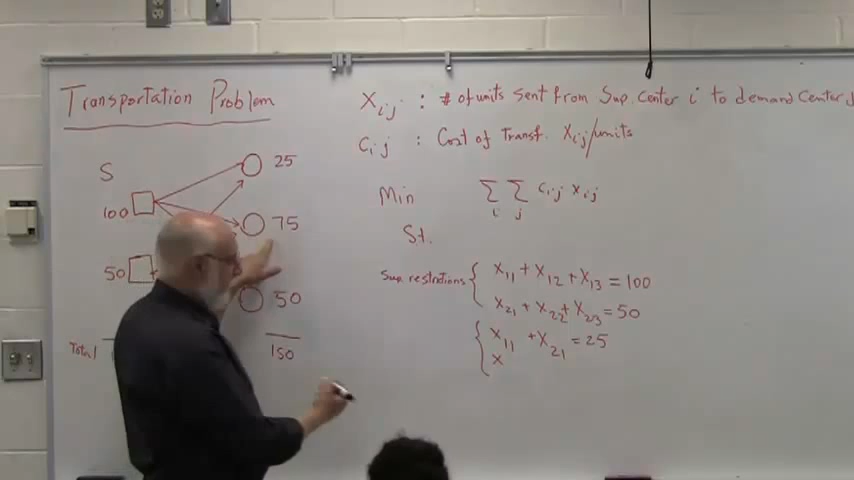 Transportation Problem
S
25
100
75
50
50
Total
150
Xij : # of units sent from Sup. Center i to demand Center j
Cij : Cost of Transf. Xij/units
Min Σ Σ Cij Xij
i j
St.
Sup. restrictions { X11 + X12 + X13 = 100
X21 + X22 + X23 = 50
{ X11 + X21 = 25
X